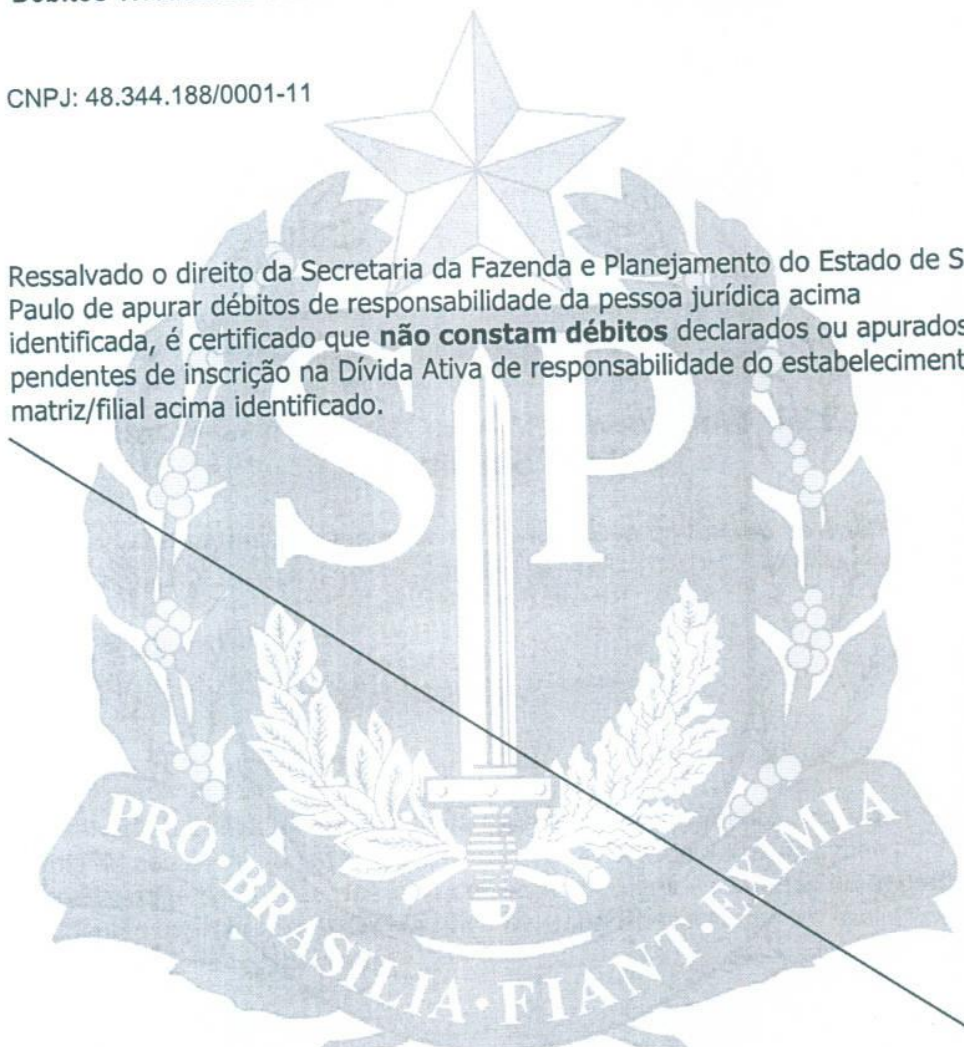 CNPJ: 48.344.188/0001-11
Ressalvado o direito da Secretaria da Fazenda e Planejamento do Estado de S
Paulo de apurar débitos de responsabilidade da pessoa jurídica acima
identificada, é certificado que não constam débitos declarados ou apurados
pendentes de inscrição na Dívida Ativa de responsabilidade do estabeleciment
matriz/filial acima identificado.
SP
PRO·BRASILIA·FIANT·EXIMIA